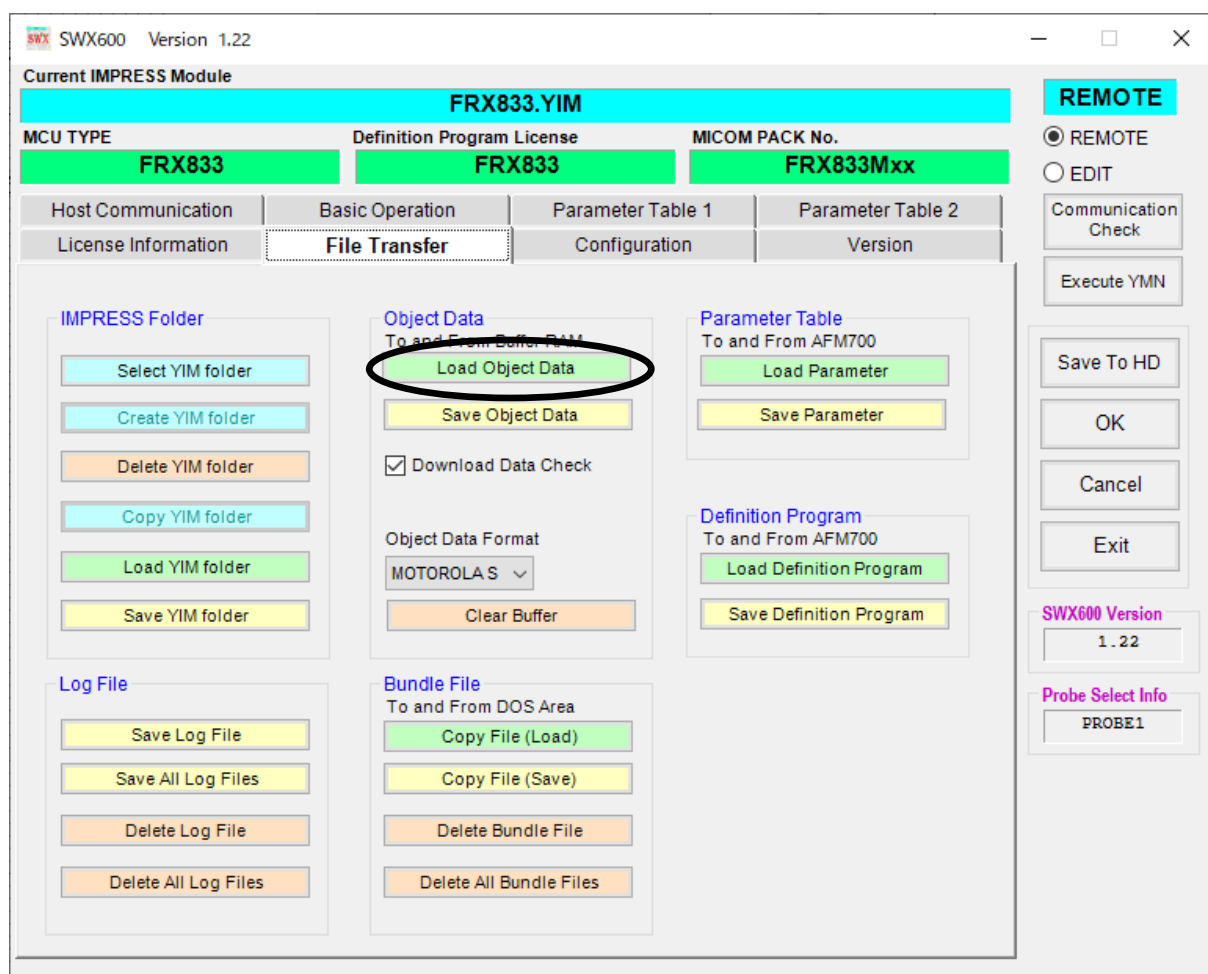 SWX SWX600 Version 1.22
Current IMPRESS Module
FRX833.YIM
MCU TYPE Definition Program License MICOM PACK No.
FRX833 FRX833 FRX833Mxx
Host Communication Basic Operation Parameter Table 1 Parameter Table 2
License Information File Transfer Configuration Version
IMPRESS Folder
Select YIM folder
Create YIM folder
Delete YIM folder
Copy YIM folder
Load YIM folder
Save YIM folder
Object Data
To and From Buffer RAM
Load Object Data
Save Object Data
Download Data Check
Object Data Format
MOTOROLA S
Clear Buffer
Parameter Table
To and From AFM700
Load Parameter
Save Parameter
Definition Program
To and From AFM700
Load Definition Program
Save Definition Program
Log File
Save Log File
Save All Log Files
Delete Log File
Delete All Log Files
Bundle File
To and From DOS Area
Copy File (Load)
Copy File (Save)
Delete Bundle File
Delete All Bundle Files
REMOTE
REMOTE
EDIT
Communication
Check
Execute YMN
Save To HD
OK
Cancel
Exit
SWX600 Version
1.22
Probe Select Info
PROBE1